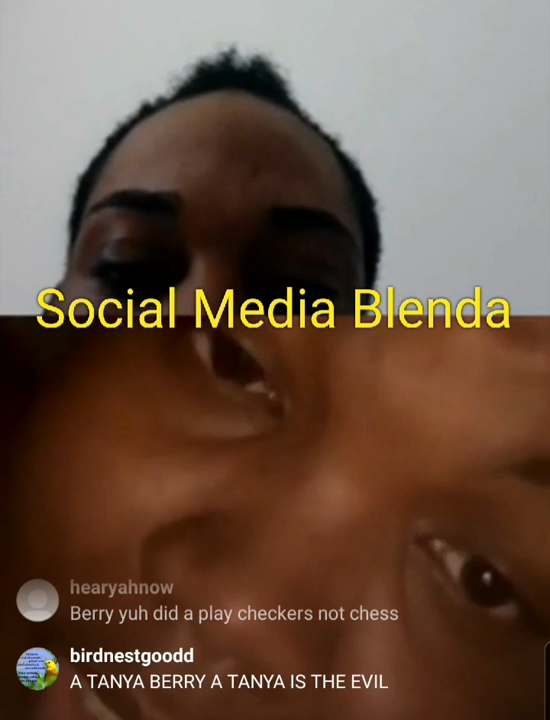 Social Media Blenda
hearyahnow
Berry yuh did a play checkers not chess
birdnestgoodd
A TANYA BERRY A TANYA IS THE EVIL